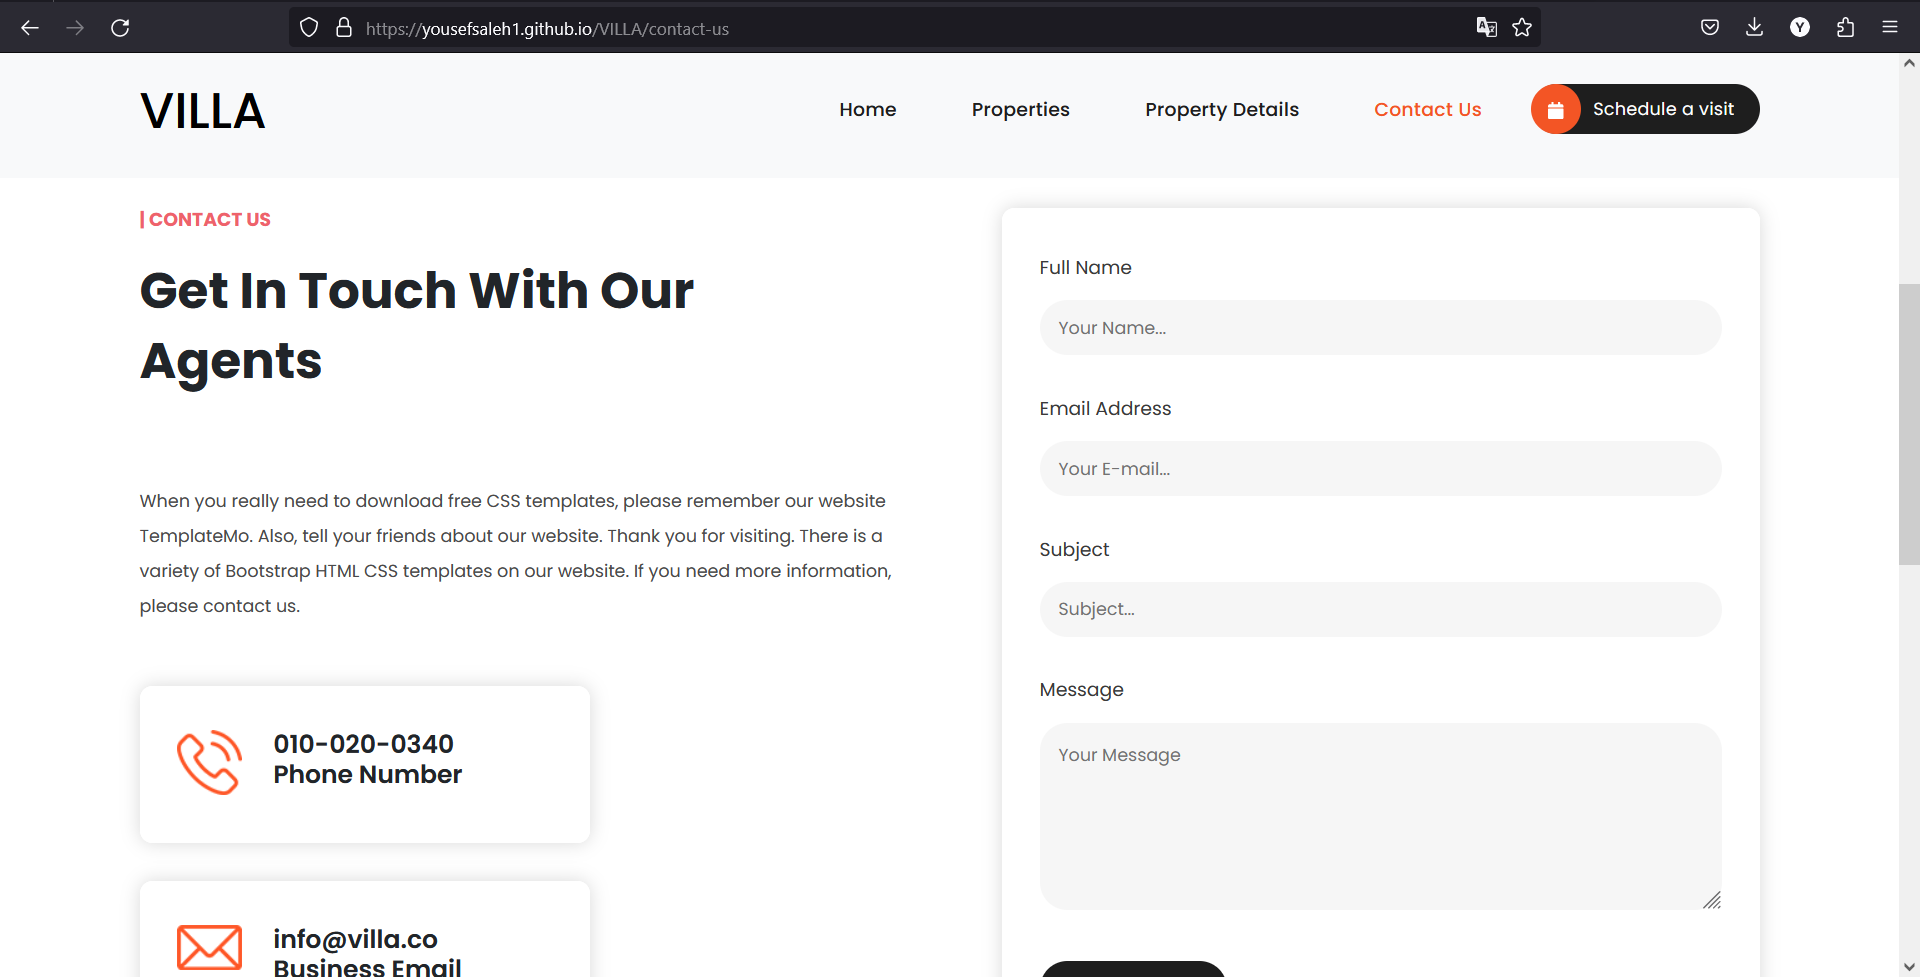 https://yousefsaleh1.github.io/VILLA/contact-us
Y
VILLA
Home
Properties
Property Details
Contact Us
Schedule a visit
| CONTACT US
Get In Touch With Our
Agents
When you really need to download free CSS templates, please remember our website
TemplateMo. Also, tell your friends about our website. Thank you for visiting. There is a
variety of Bootstrap HTML CSS templates on our website. If you need more information,
please contact us.
010-020-0340
Phone Number
info@villa.co
Business Email
Full Name
Your Name...
Email Address
Your E-mail...
Subject
Subject...
Message
Your Message